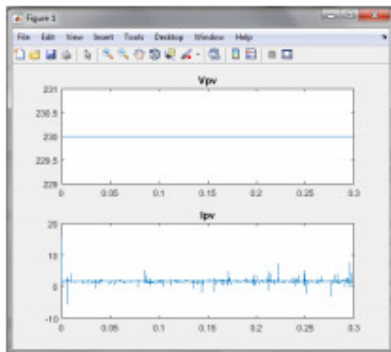 Figure 1
File Edit View Insert Tools Desktop Window Help
Vpv
231
230.5
230
229.5
229
0 0.05 0.1 0.15 0.2 0.25 0.3
Ipv
20
10
0
-10
0 0.05 0.1 0.15 0.2 0.25 0.3